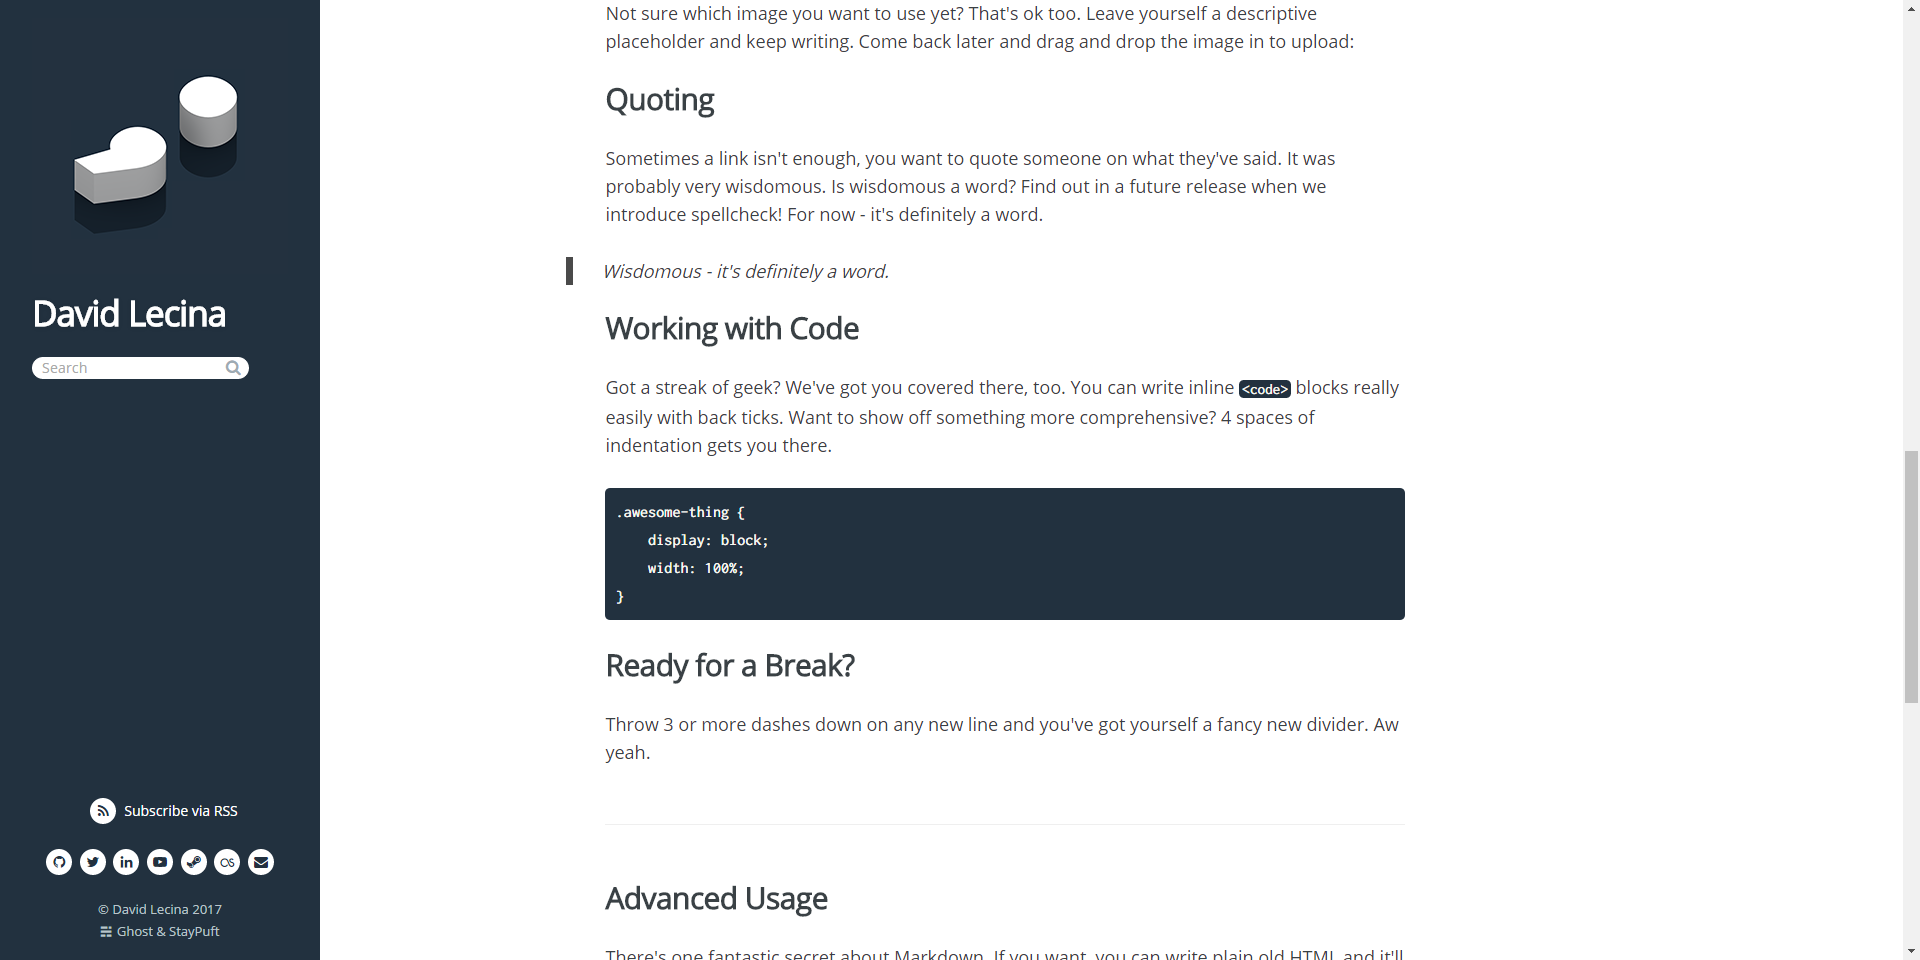 David Lecina
Search
Subscribe via RSS
© David Lecina 2017
Ghost & StayPuft
Not sure which image you want to use yet? That's ok too. Leave yourself a descriptive
placeholder and keep writing. Come back later and drag and drop the image in to upload:
Quoting
Sometimes a link isn't enough, you want to quote someone on what they've said. It was
probably very wisdomous. Is wisdomous a word? Find out in a future release when we
introduce spellcheck! For now - it's definitely a word.
Wisdomous - it's definitely a word.
Working with Code
Got a streak of geek? We've got you covered there, too. You can write inline <code> blocks really
easily with back ticks. Want to show off something more comprehensive? 4 spaces of
indentation gets you there.
.awesome-thing {
display: block;
width: 100%;
}
Ready for a Break?
Throw 3 or more dashes down on any new line and you've got yourself a fancy new divider. Aw
yeah.
Advanced Usage
There's one fantastic secret about Markdown. If you want, you can write plain old HTML and it'll